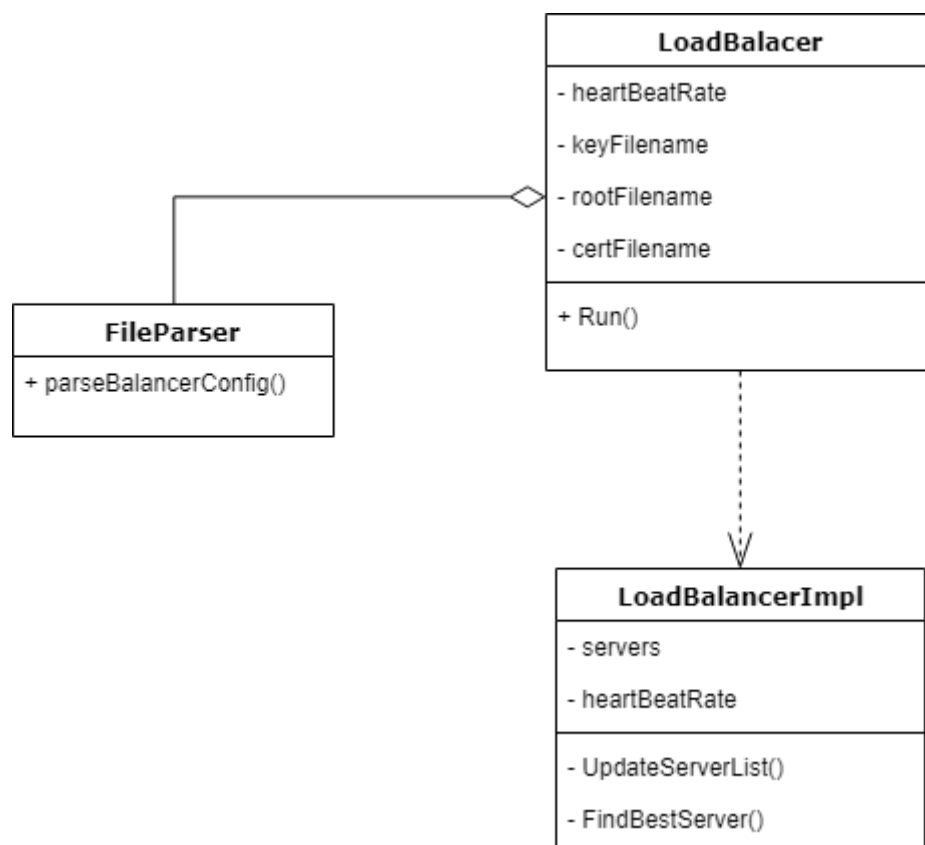 LoadBalacer
- heartBeatRate
- keyFilename
- rootFilename
- certFilename
+ Run()
FileParser
+ parseBalancerConfig()
LoadBalancerImpl
- servers
- heartBeatRate
- UpdateServerList()
- FindBestServer()